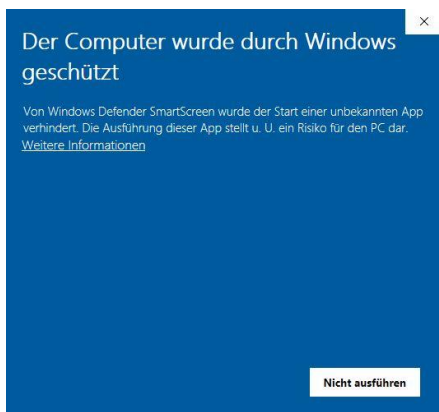 Der Computer wurde durch Windows
geschützt
Von Windows Defender SmartScreen wurde der Start einer unbekannten App
verhindert. Die Ausführung dieser App stellt u. U. ein Risiko für den PC dar.
Weitere Informationen
Nicht ausführen